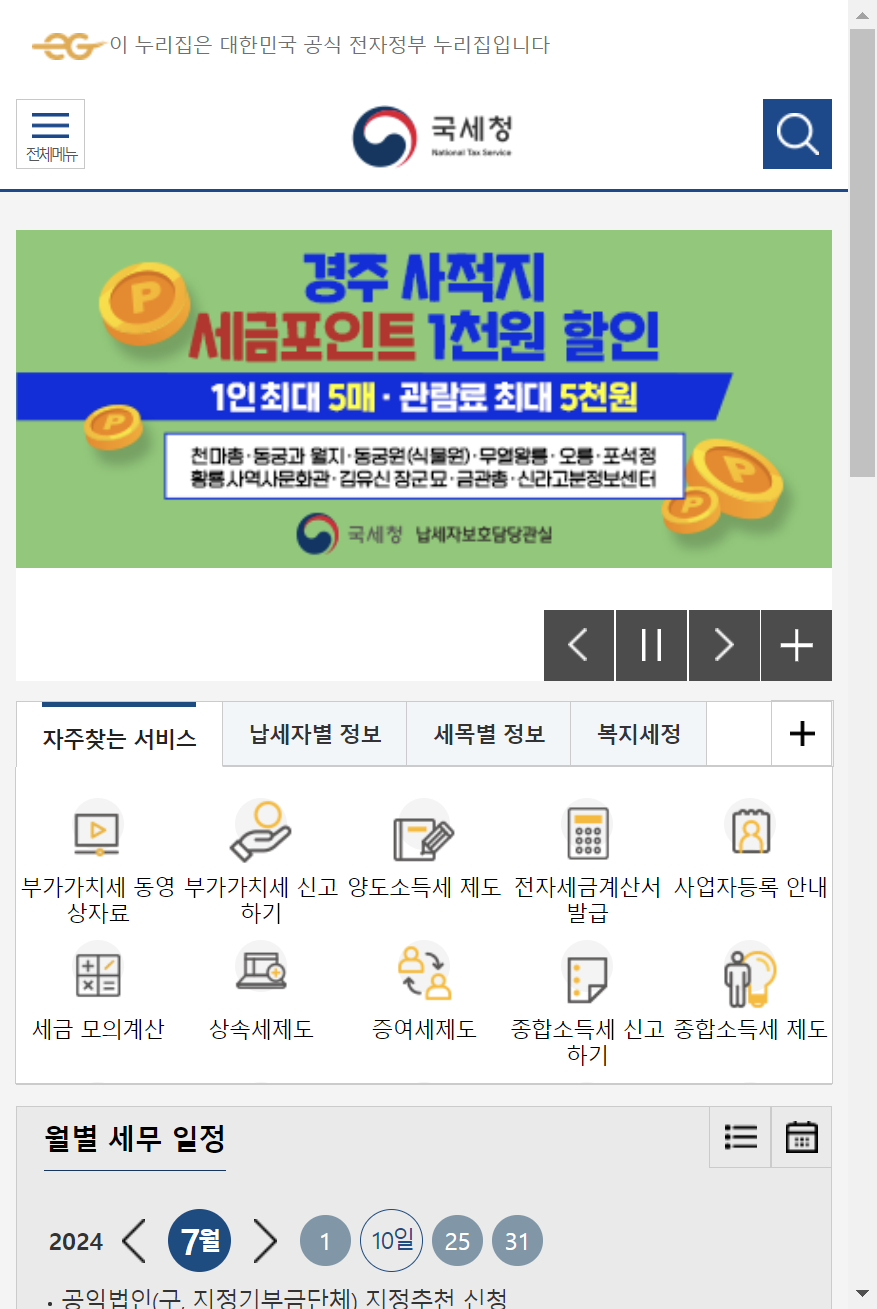 이 누리집은 대한민국 공식 전자정부 누리집입니다
전체메뉴
국세청
National Tax Service
경주 사적지
세금포인트 1천원 할인
1인 최대 5매 · 관람료 최대 5천원
천마총·동궁과 월지·동궁원(식물원)·무열왕릉·오릉·포석정
황룡사역사문화관·김유신 장군묘·금관총·신라고분정보센터
국세청 납세자보호담당관실
자주찾는 서비스 납세자별 정보 세목별 정보 복지세정
부가가치세 동영 부가가치세 신고 양도소득세 제도 전자세금계산서 사업자등록 안내
상자료 하기 발급
세금 모의계산 상속세제도 증여세제도 종합소득세 신고 종합소득세 제도
하기
월별 세무 일정
2024 7월 1 10일 25 31
· 공익법인(구. 지정기부금단체) 지정추천 신청